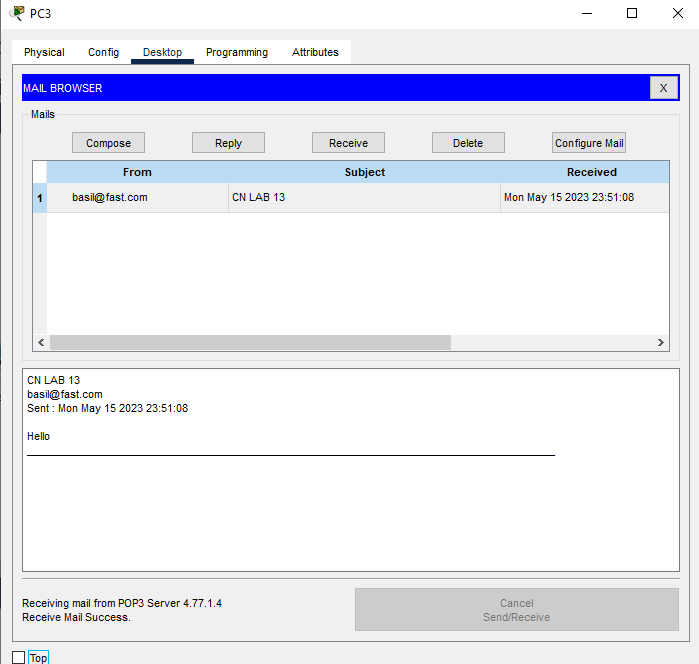 PC3
Physical Config Desktop Programming Attributes
MAIL BROWSER X
Mails
Compose Reply Receive Delete Configure Mail
From Subject Received
1 basil@fast.com CN LAB 13 Mon May 15 2023 23:51:08
CN LAB 13
basil@fast.com
Sent : Mon May 15 2023 23:51:08
Hello
Receiving mail from POP3 Server 4.77.1.4
Receive Mail Success.
Cancel
Send/Receive
Top